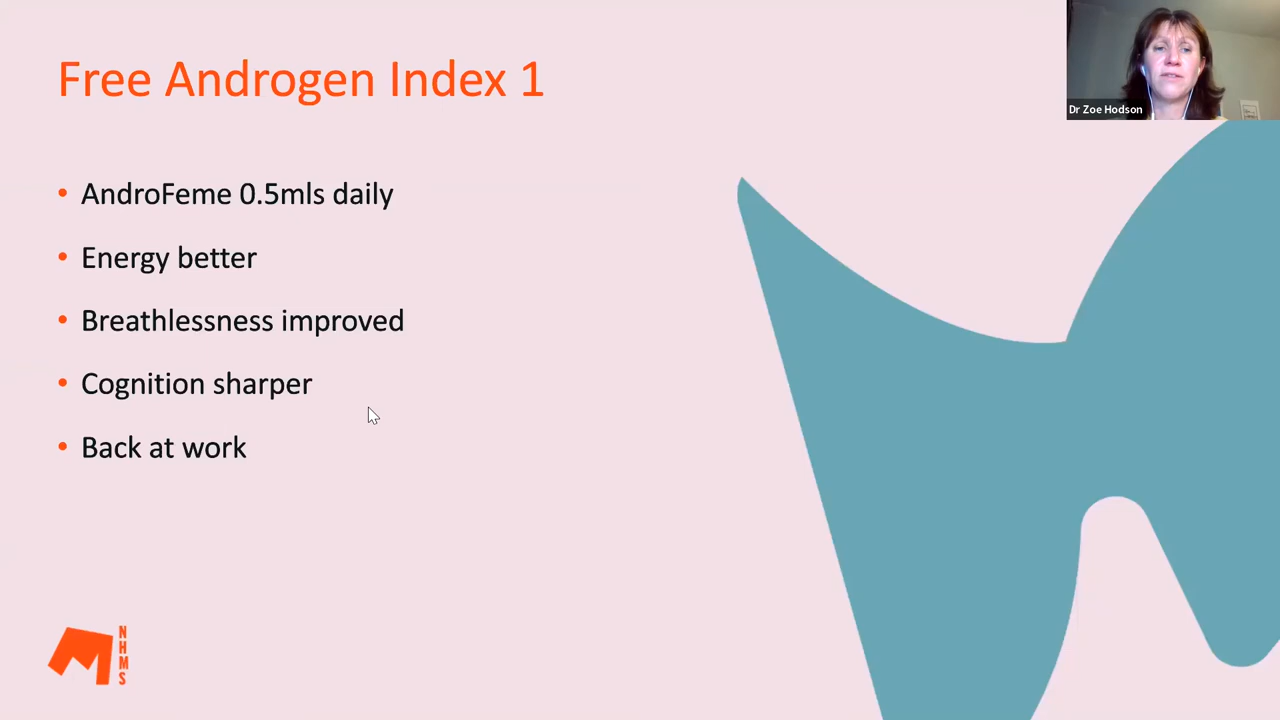 Free Androgen Index 1
Dr Zoe Hodson
• AndroFeme 0.5mls daily
• Energy better
• Breathlessness improved
• Cognition sharper
• Back at work
NHMS